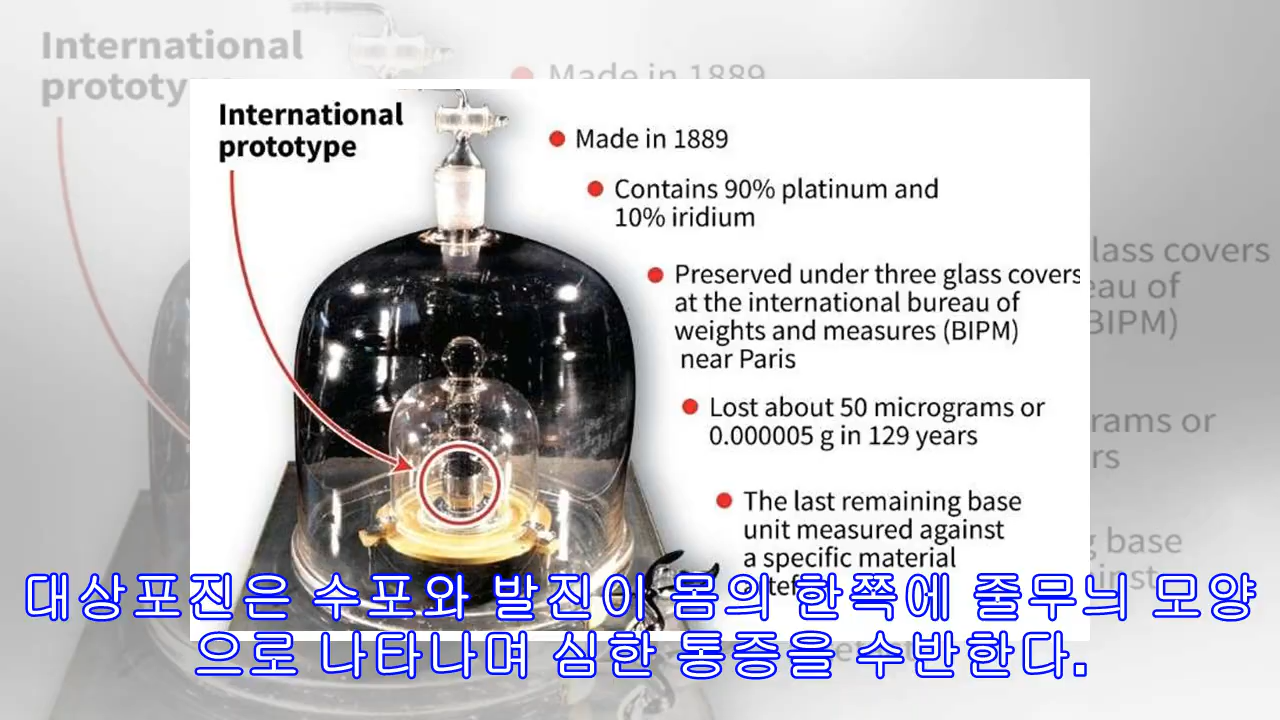 International
prototype
Made in 1889
Contains 90% platinum and
10% iridium
Preserved under three glass covers
at the international bureau of
weights and measures (BIPM)
near Paris
Lost about 50 micrograms or
0.000005 g in 129 years
The last remaining base
unit measured against
a specific material
대상포진은 수포와 발진이 몸의 한쪽에 줄무늬 모양
으로 나타나며 심한 통증을 수반한다.